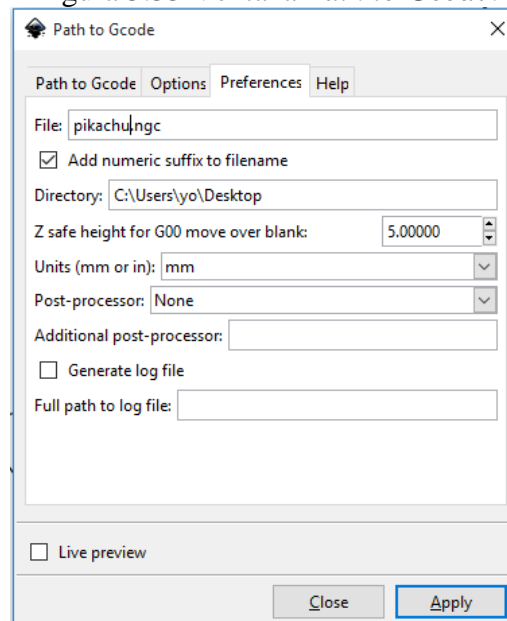 Path to Gcode
Path to Gcode Options Preferences Help
File: pikachu.ngc
Add numeric suffix to filename
Directory: C:\Users\yo\Desktop
Z safe height for G00 move over blank: 5.00000
Units (mm or in): mm
Post-processor: None
Additional post-processor:
Generate log file
Full path to log file:
Live preview
Close Apply